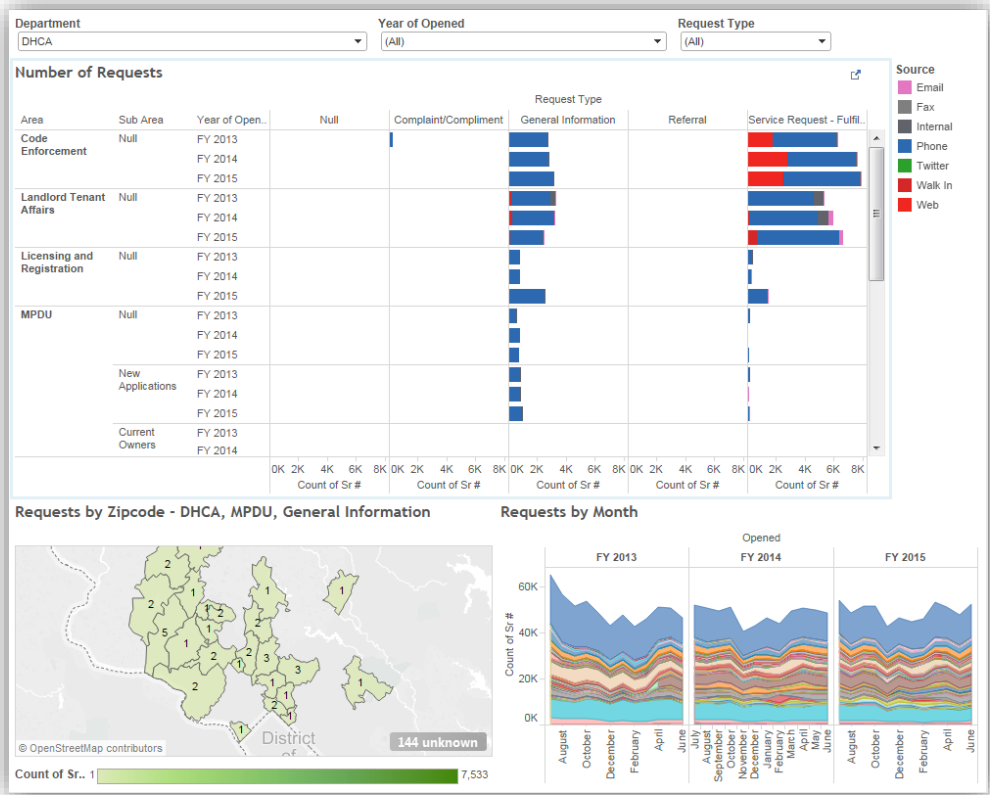 Department
DHCA
Year of Opened
(All)
Request Type
(All)
Number of Requests
Request Type
Area Sub Area Year of Open.. Null Complaint/Compliment General Information Referral Service Request - Fulfil..
Code Enforcement Null FY 2013
FY 2014
FY 2015
Landlord Tenant Affairs Null FY 2013
FY 2014
FY 2015
Licensing and Registration Null FY 2013
FY 2014
FY 2015
MPDU Null FY 2013
FY 2014
FY 2015
New Applications FY 2013
FY 2014
FY 2015
Current Owners FY 2013
FY 2014
0K 2K 4K 6K 8K 0K 2K 4K 6K 8K 0K 2K 4K 6K 8K 0K 2K 4K 6K 8K 0K 2K 4K 6K 8K
Count of Sr # Count of Sr # Count of Sr # Count of Sr # Count of Sr #
Source
Email
Fax
Internal
Phone
Twitter
Walk In
Web
Requests by Zipcode - DHCA, MPDU, General Information
1
2
1
1
2
1
1
2
1
2
5
1
2
2
3
1
3
2
1
1
1
2
1
1
District
of
© OpenStreetMap contributors
144 unknown
Count of Sr.. 1 7,533
Requests by Month
Opened
FY 2013 FY 2014 FY 2015
Count of Sr #
60K
40K
20K
0K
August October December February April June July August September October November December January February March April May June August October December February April June